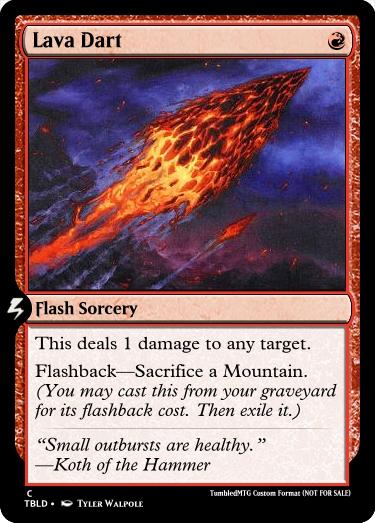 Lava Dart
Flash Sorcery
This deals 1 damage to any target.
Flashback—Sacrifice a Mountain.
(You may cast this from your graveyard
for its flashback cost. Then exile it.)
“Small outbursts are healthy.”
—Koth of the Hammer
C
TBLD • Tyler Walpole
TumbledMTG Custom Format (NOT FOR SALE)